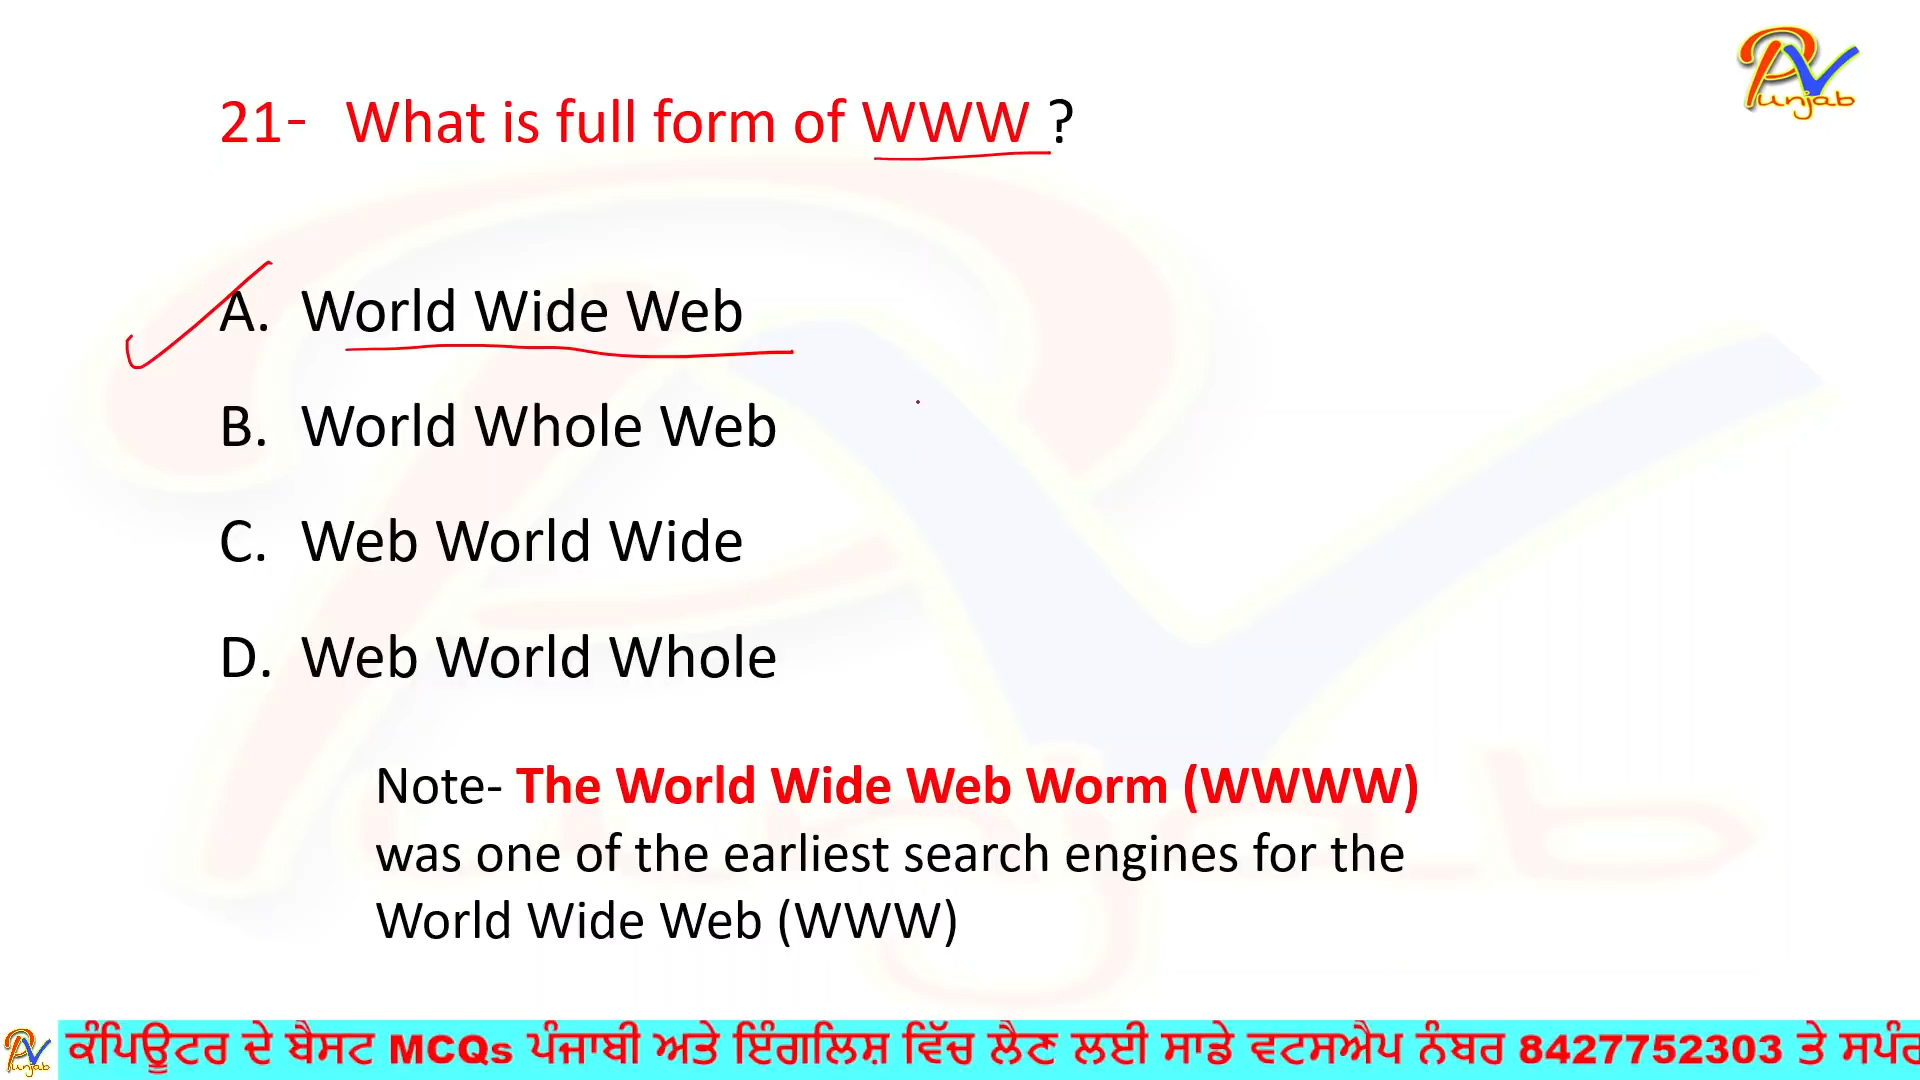 21- What is full form of WWW ?
A. World Wide Web
B. World Whole Web
C. Web World Wide
D. Web World Whole
Note- The World Wide Web Worm (WWWW)
was one of the earliest search engines for the
World Wide Web (WWW)
ਕੰਪਿਊਟਰ ਦੇ ਬੈਸਟ MCQs ਪੰਜਾਬੀ ਅਤੇ ਇੰਗਲਿਸ਼ ਵਿੱਚ ਲੈਣ ਲਈ ਸਾਡੇ ਵਟਸਐਪ ਨੰਬਰ 8427752303 ਤੇ
PV unjab